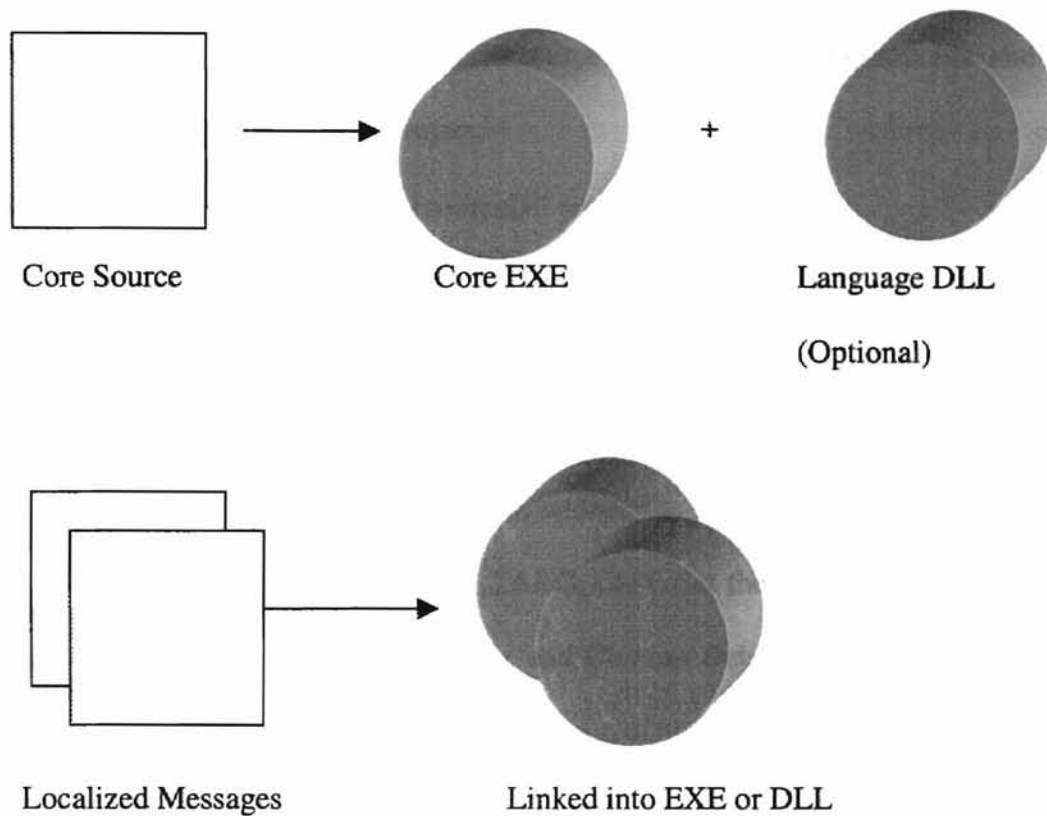 +
Core Source
Core EXE
Language DLL
(Optional)
Localized Messages
Linked into EXE or DLL